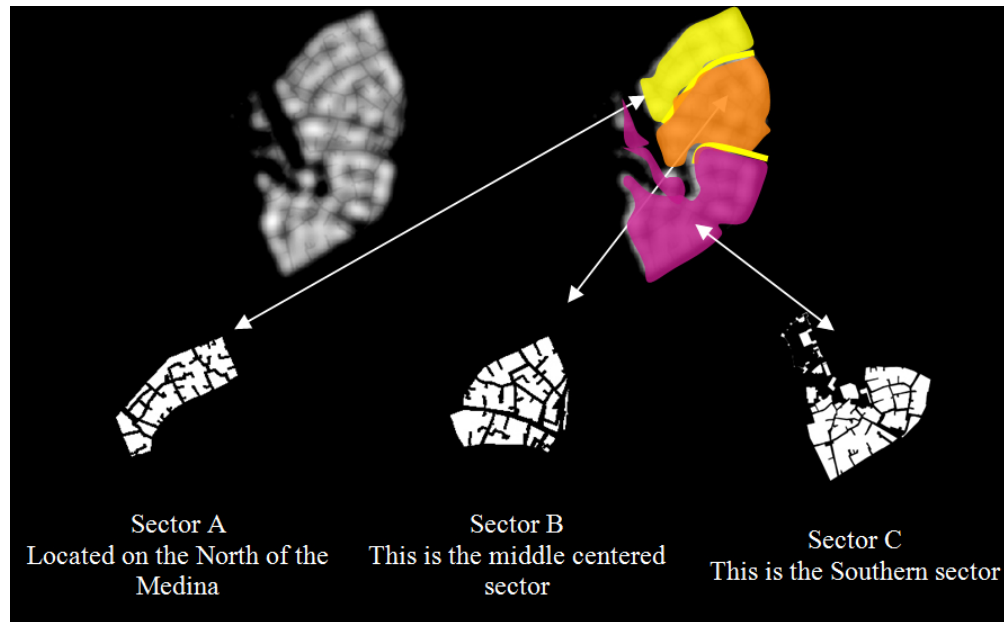 Sector A
Located on the North of the
Medina
Sector B
This is the middle centered
sector
Sector C
This is the Southern sector